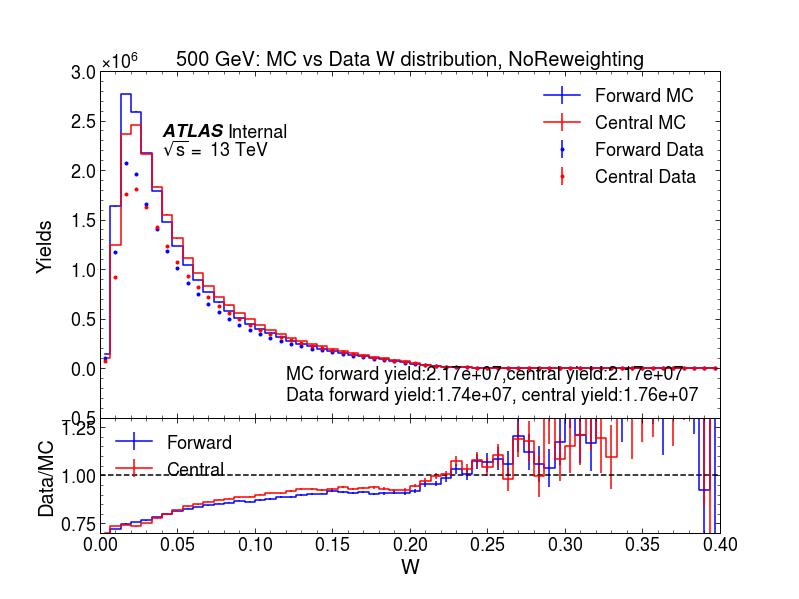 ×10⁶
500 GeV: MC vs Data W distribution, NoReweighting
3.0
2.5
2.0
1.5
1.0
0.5
0.0
0.5
Yields
ATLAS Internal
√s = 13 TeV
Forward MC
Central MC
Forward Data
Central Data
MC forward yield:2.17e+07,central yield:2.17e+07
Data forward yield:1.74e+07, central yield:1.76e+07
1.25
1.00
0.75
Data/MC
Forward
Central
0.00 0.05 0.10 0.15 0.20 0.25 0.30 0.35 0.40
W